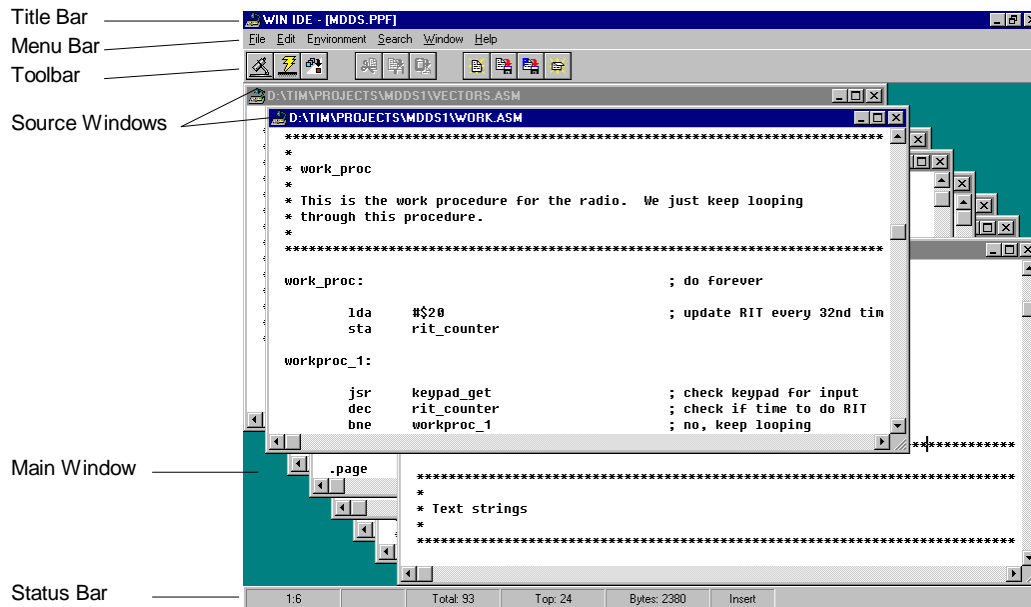 Title Bar
Menu Bar
Toolbar
Source Windows
Main Window
Status Bar
WIN IDE - [MDDS.PPF]
File Edit Environment Search Window Help
D:\TIM\PROJECTS\MDDS1\VECTORS.ASM
D:\TIM\PROJECTS\MDDS1\WORK.ASM
**************************************************************************
*
* work_proc
*
* This is the work procedure for the radio.  We just keep looping
* through this procedure.
*
**************************************************************************
work_proc: ; do forever
lda #$20 ; update RIT every 32nd tim
sta rit_counter
workproc_1:
jsr keypad_get ; check keypad for input
dec rit_counter ; check if time to do RIT
bne workproc_1 ; no, keep looping
.page
**************************************************************************
*
* Text strings
*
**************************************************************************
1:6 Total: 93 Top: 24 Bytes: 2380 Insert